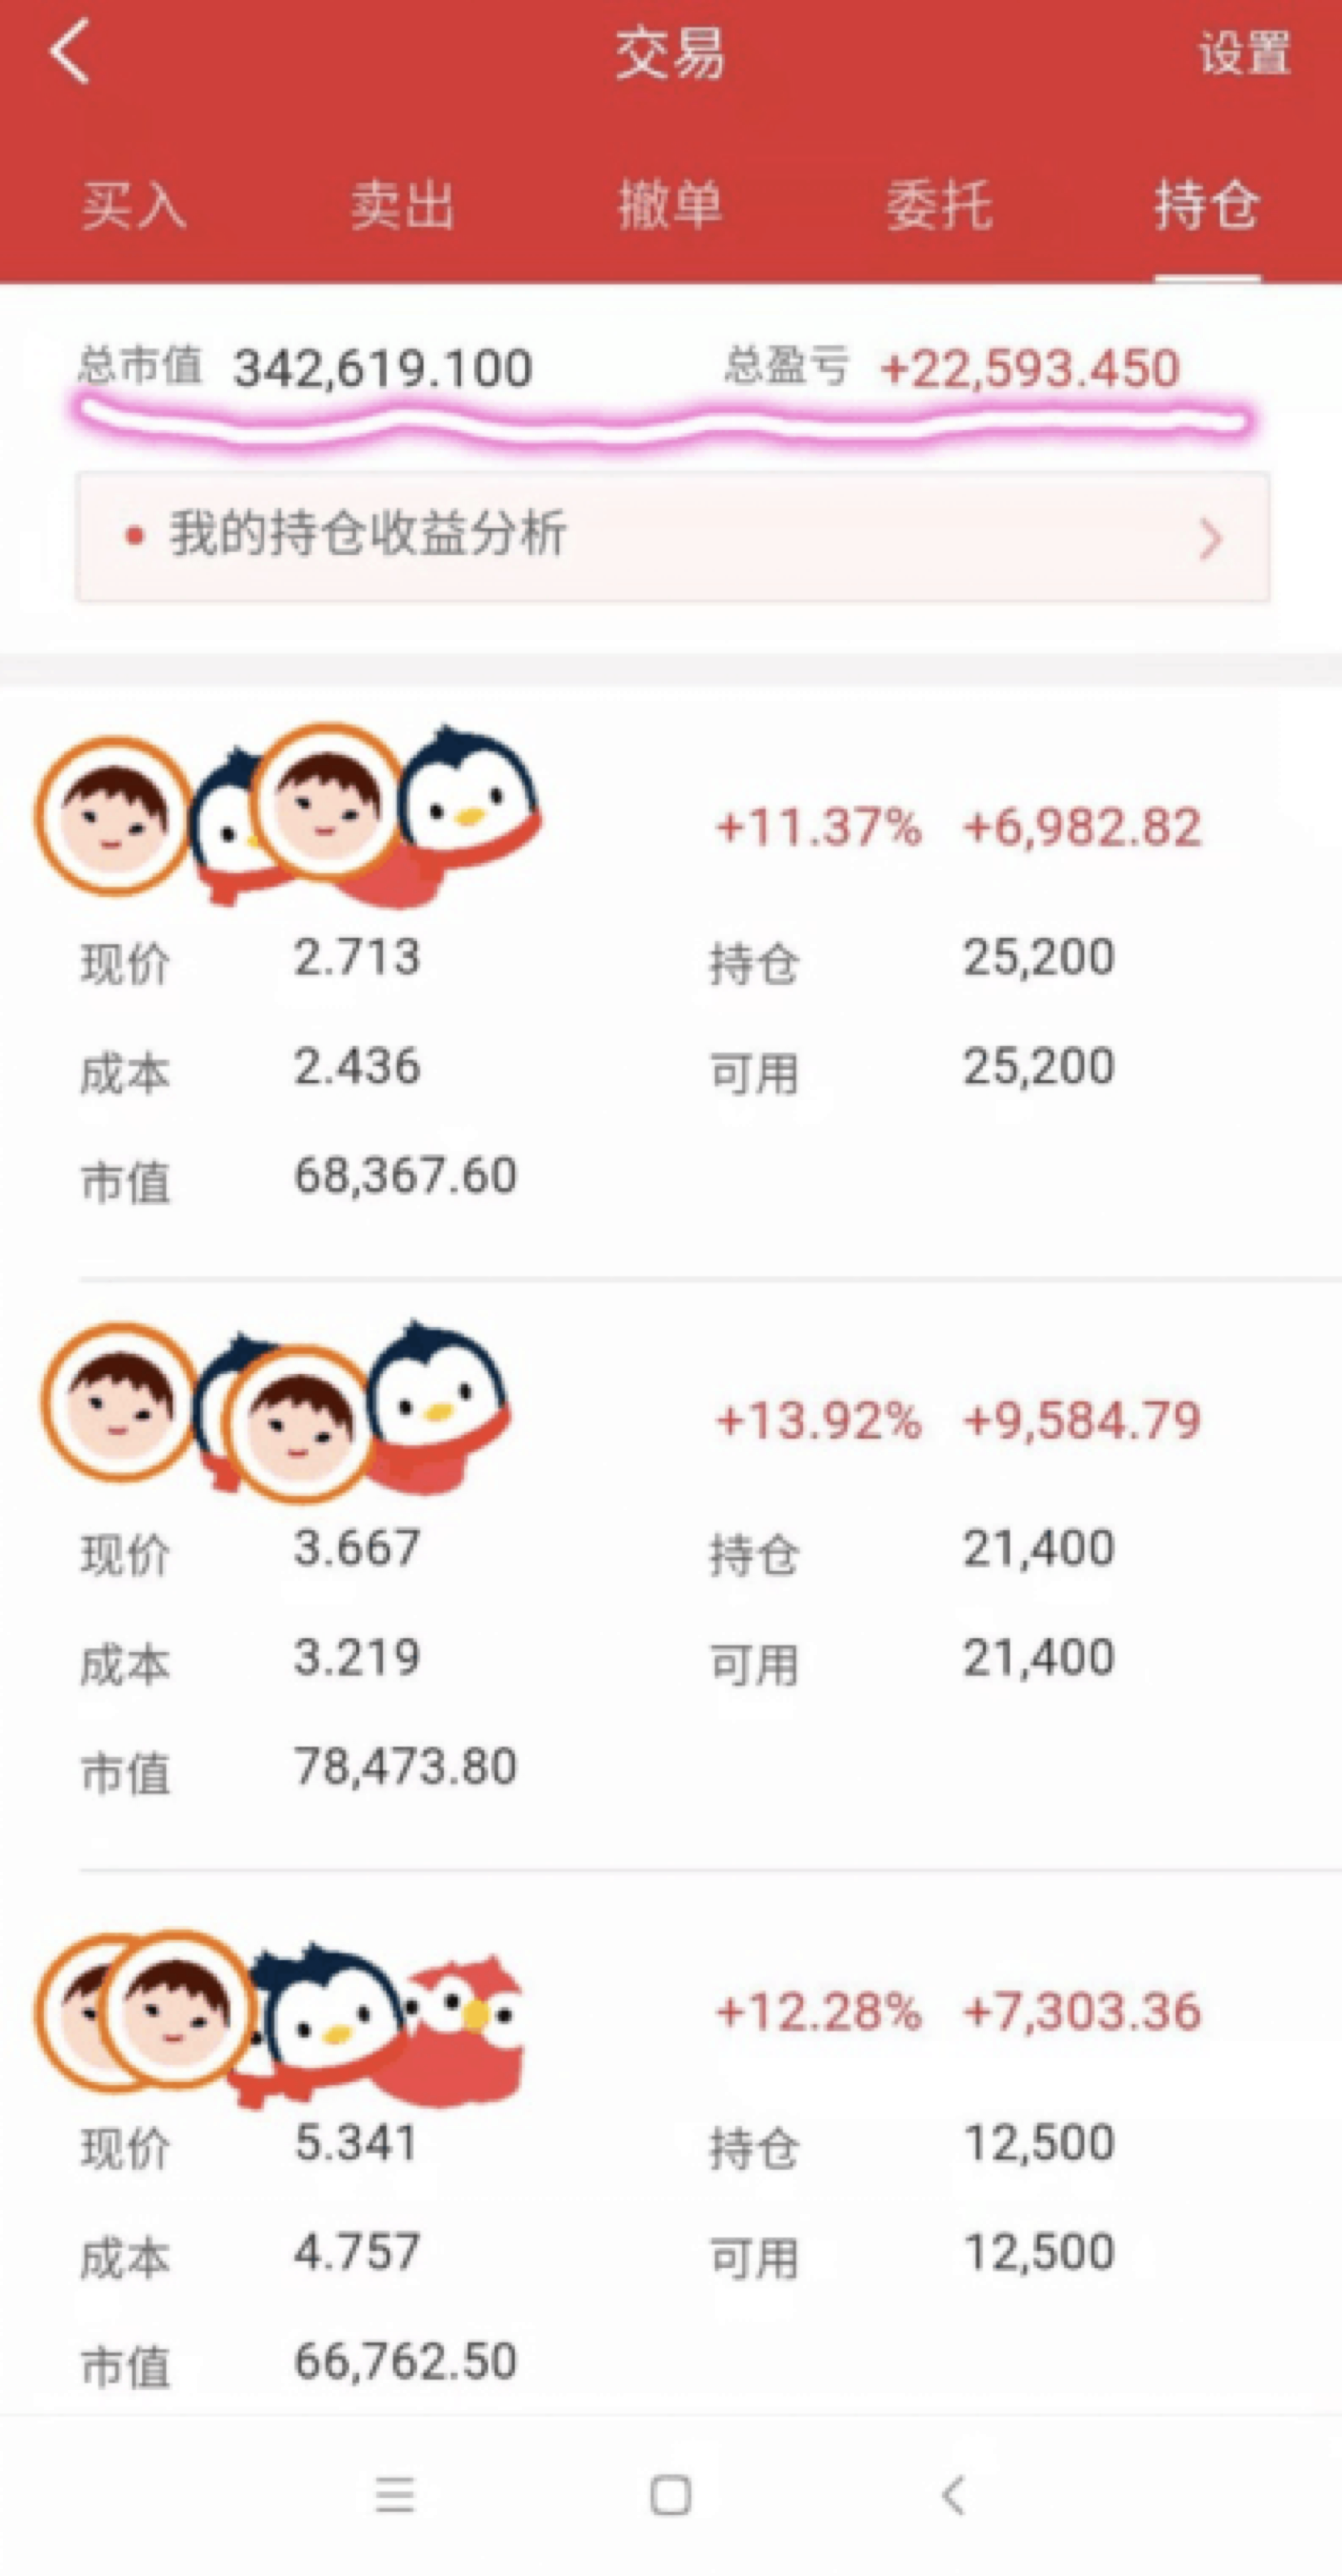 交易 设置
买入 卖出 撤单 委托 持仓
总市值 342,619.100 总盈亏 +22,593.450
我的持仓收益分析
+11.37% +6,982.82
现价 2.713 持仓 25,200
成本 2.436 可用 25,200
市值 68,367.60
+13.92% +9,584.79
现价 3.667 持仓 21,400
成本 3.219 可用 21,400
市值 78,473.80
+12.28% +7,303.36
现价 5.341 持仓 12,500
成本 4.757 可用 12,500
市值 66,762.50